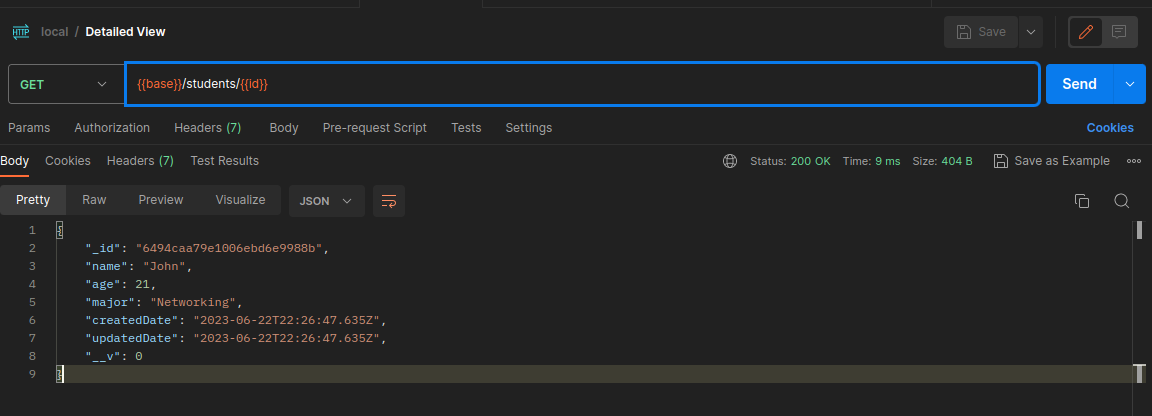 HTTP local / Detailed View Save
GET {{base}}/students/{{id}} Send
Params Authorization Headers (7) Body Pre-request Script Tests Settings Cookies
Body Cookies Headers (7) Test Results Status: 200 OK Time: 9 ms Size: 404 B Save as Example
Pretty Raw Preview Visualize JSON
1 {
2 "_id": "6494caa79e1006ebd6e9988b",
3 "name": "John",
4 "age": 21,
5 "major": "Networking",
6 "createdDate": "2023-06-22T22:26:47.635Z",
7 "updatedDate": "2023-06-22T22:26:47.635Z",
8 "__v": 0
9 }